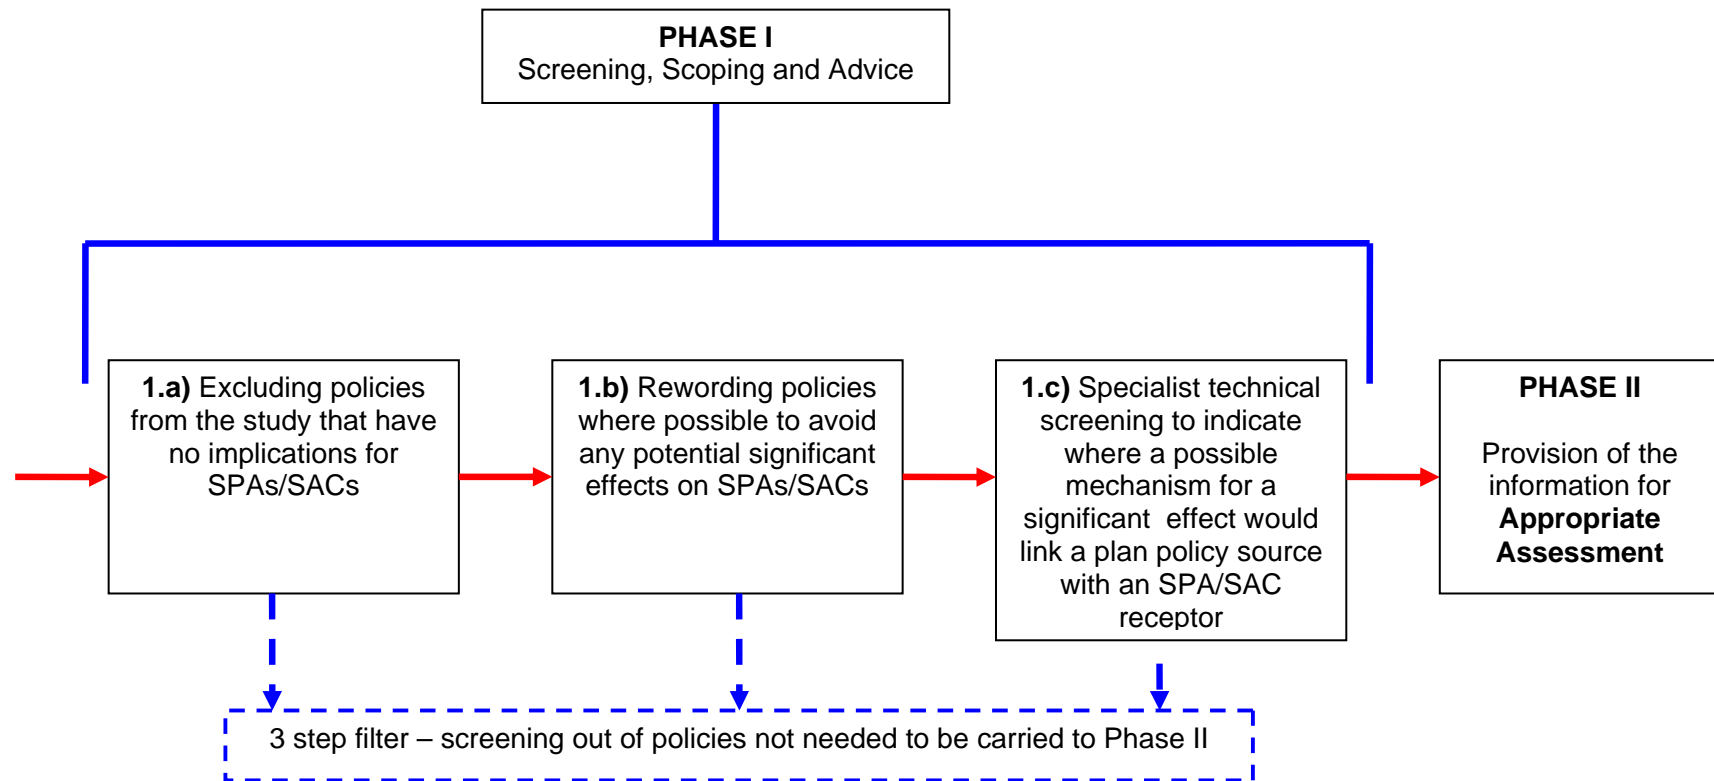 PHASE I
Screening, Scoping and Advice
1.a) Excluding policies
from the study that have
no implications for
SPAs/SACs
1.b) Rewording policies
where possible to avoid
any potential significant
effects on SPAs/SACs
1.c) Specialist technical
screening to indicate
where a possible
mechanism for a
significant effect would
link a plan policy source
with an SPA/SAC
receptor
PHASE II
Provision of the
information for
Appropriate
Assessment
3 step filter – screening out of policies not needed to be carried to Phase II